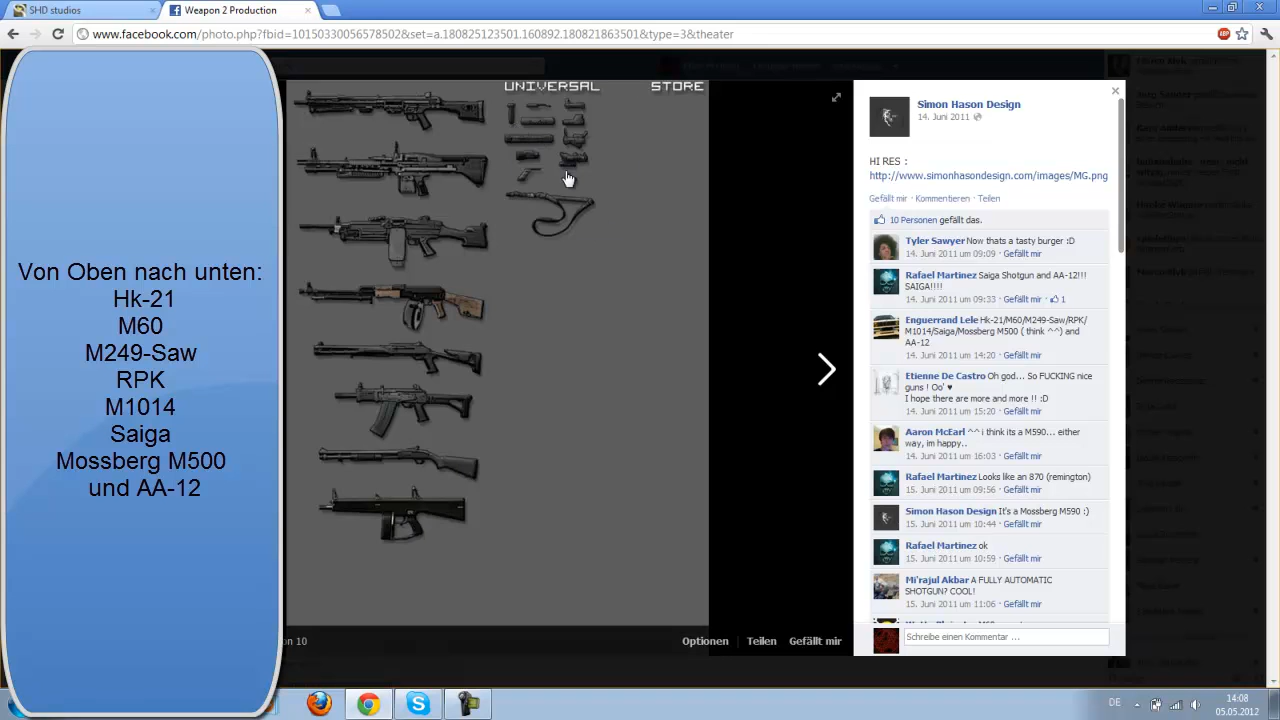 SHD studios
Weapon 2 Production
www.facebook.com/photo.php?fbid=10150330056578502&set=a.180825123501.160892.180821863501&type=3&theater
Von Oben nach unten:
Hk-21
M60
M249-Saw
RPK
M1014
Saiga
Mossberg M500
und AA-12
UNIVERSAL STORE
on 10
Optionen Teilen Gefällt mir
Simon Hason Design
14. Juni 2011
HI RES :
http://www.simonhasondesign.com/images/MG.png
Gefällt mir · Kommentieren · Teilen
10 Personen gefällt das.
Tyler Sawyer Now thats a tasty burger :D
14. Juni 2011 um 09:09 · Gefällt mir
Rafael Martinez Saiga Shotgun and AA-12!!!
SAIGA!!!!
14. Juni 2011 um 09:33 · Gefällt mir · 1
Enguerrand Lele Hk-21/M60/M249-Saw/RPK/
M1014/Saiga/Mossberg M500 ( think ^^) and
AA-12
14. Juni 2011 um 14:20 · Gefällt mir
Etienne De Castro Oh god... So FUCKING nice
guns ! Oo' ♥
I hope there are more and more !! :D
14. Juni 2011 um 15:20 · Gefällt mir
Aaron McEarl ^^ i think its a M590... either
way, im happy..
14. Juni 2011 um 16:03 · Gefällt mir
Rafael Martinez Looks like an 870 (remington)
15. Juni 2011 um 09:56 · Gefällt mir
Simon Hason Design It's a Mossberg M590 :)
15. Juni 2011 um 10:44 · Gefällt mir
Rafael Martinez ok
15. Juni 2011 um 10:59 · Gefällt mir
Mi'rajul Akbar A FULLY AUTOMATIC
SHOTGUN? COOL!
15. Juni 2011 um 11:06 · Gefällt mir
Schreibe einen Kommentar ...
DE
14:08
05.05.2012